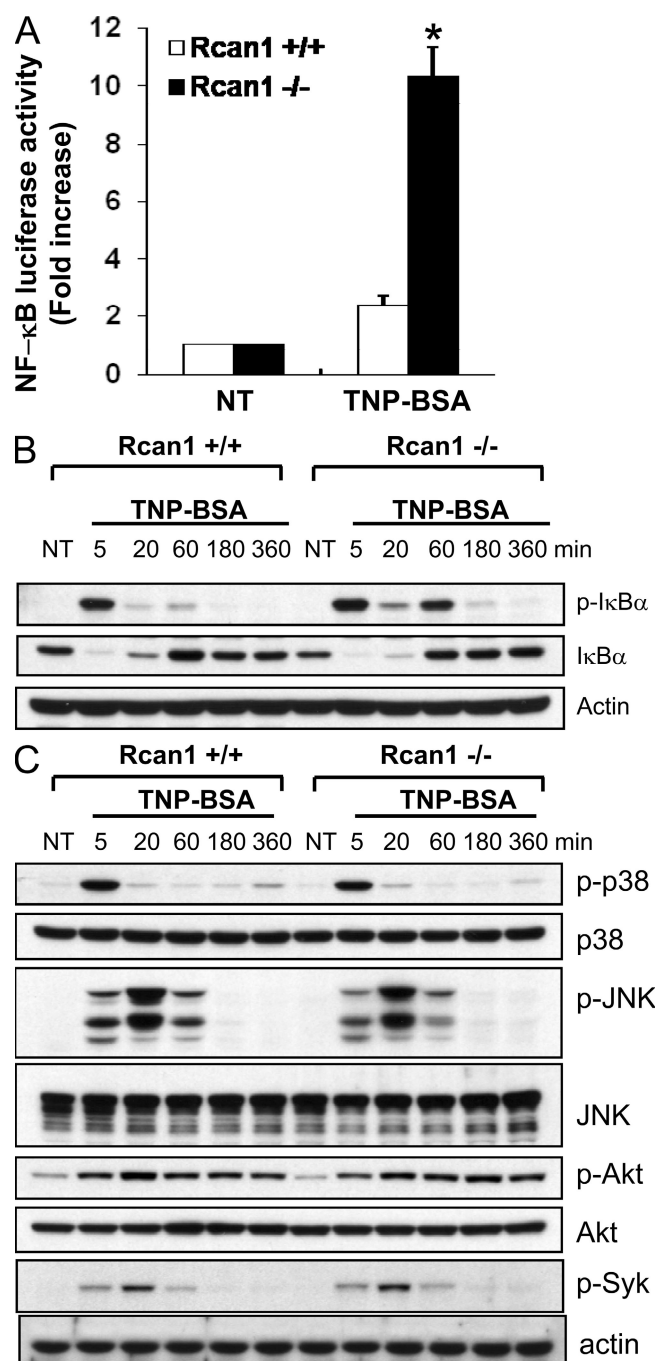 A
NF–κB luciferase activity
(Fold increase)
12
10
8
6
4
2
0
Rcan1 +/+
Rcan1 -/-
*
NT
TNP-BSA
B
Rcan1 +/+
Rcan1 -/-
TNP-BSA
TNP-BSA
NT 5 20 60 180 360 NT 5 20 60 180 360 min
p-IκBα
IκBα
Actin
C
Rcan1 +/+
Rcan1 -/-
TNP-BSA
TNP-BSA
NT 5 20 60 180 360 NT 5 20 60 180 360 min
p-p38
p38
p-JNK
JNK
p-Akt
Akt
p-Syk
actin